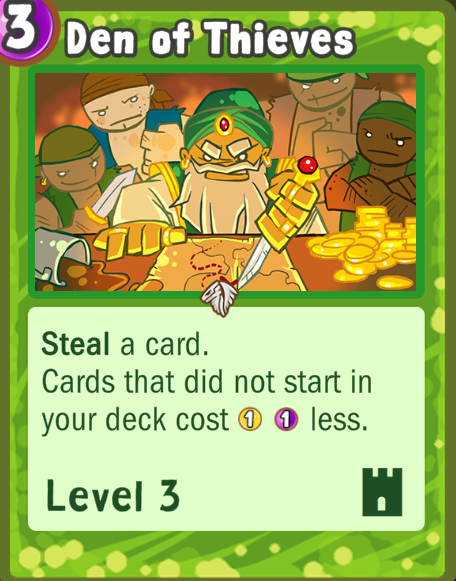 3 Den of Thieves
Steal a card.
Cards that did not start in
your deck cost 1 1 less.
Level 3